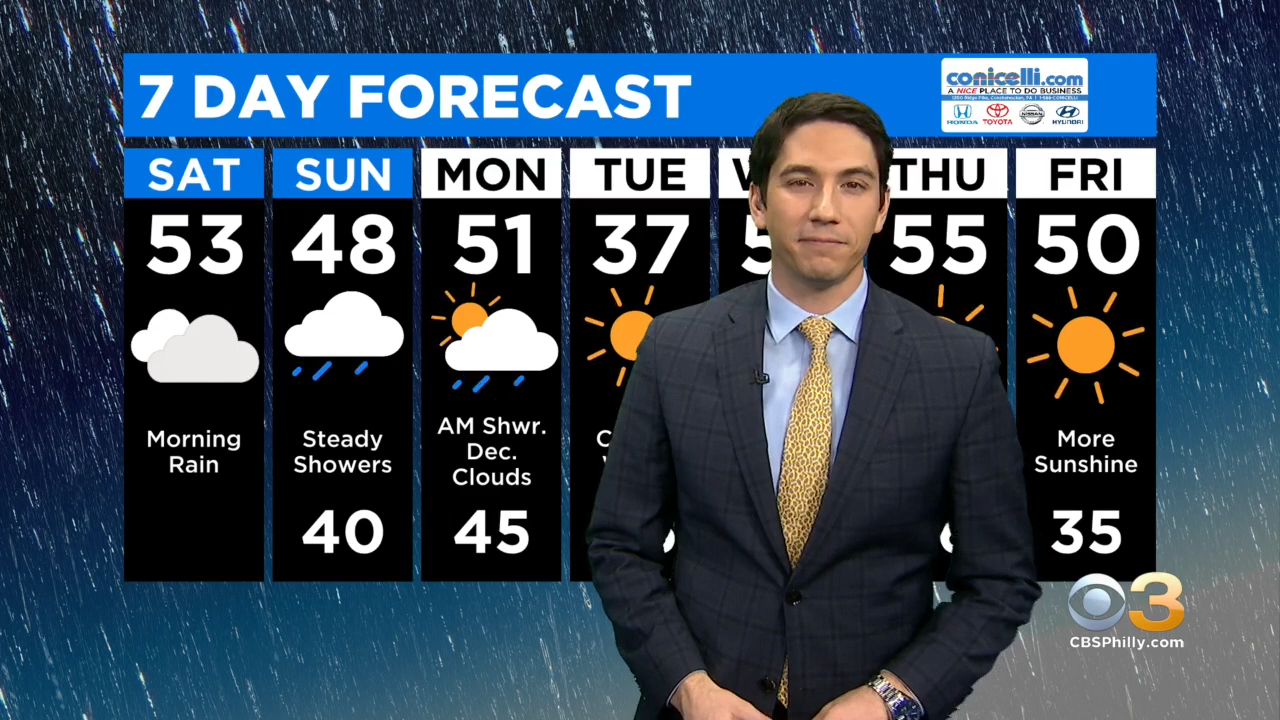 7 DAY FORECAST
conicelli.com
A NICE PLACE TO DO BUSINESS
HONDA TOYOTA NISSAN HYUNDAI
SAT SUN MON TUE THU FRI
53 48 51 37 55 50
Morning
Rain
Steady
Showers
AM Shwr.
Dec.
Clouds
More
Sunshine
40 45 35
3
CBSPhilly.com